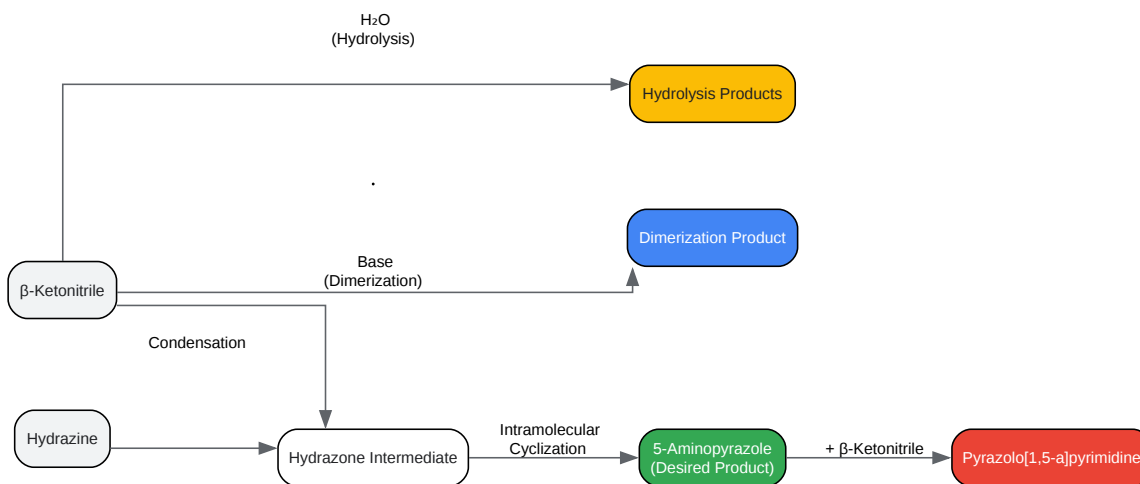 H₂O
(Hydrolysis)
Hydrolysis Products
Dimerization Product
Base
(Dimerization)
β-Ketonitrile
Condensation
Hydrazine
Hydrazone Intermediate
Intramolecular
Cyclization
5-Aminopyrazole
(Desired Product)
+ β-Ketonitrile
Pyrazolo[1,5-a]pyrimidine